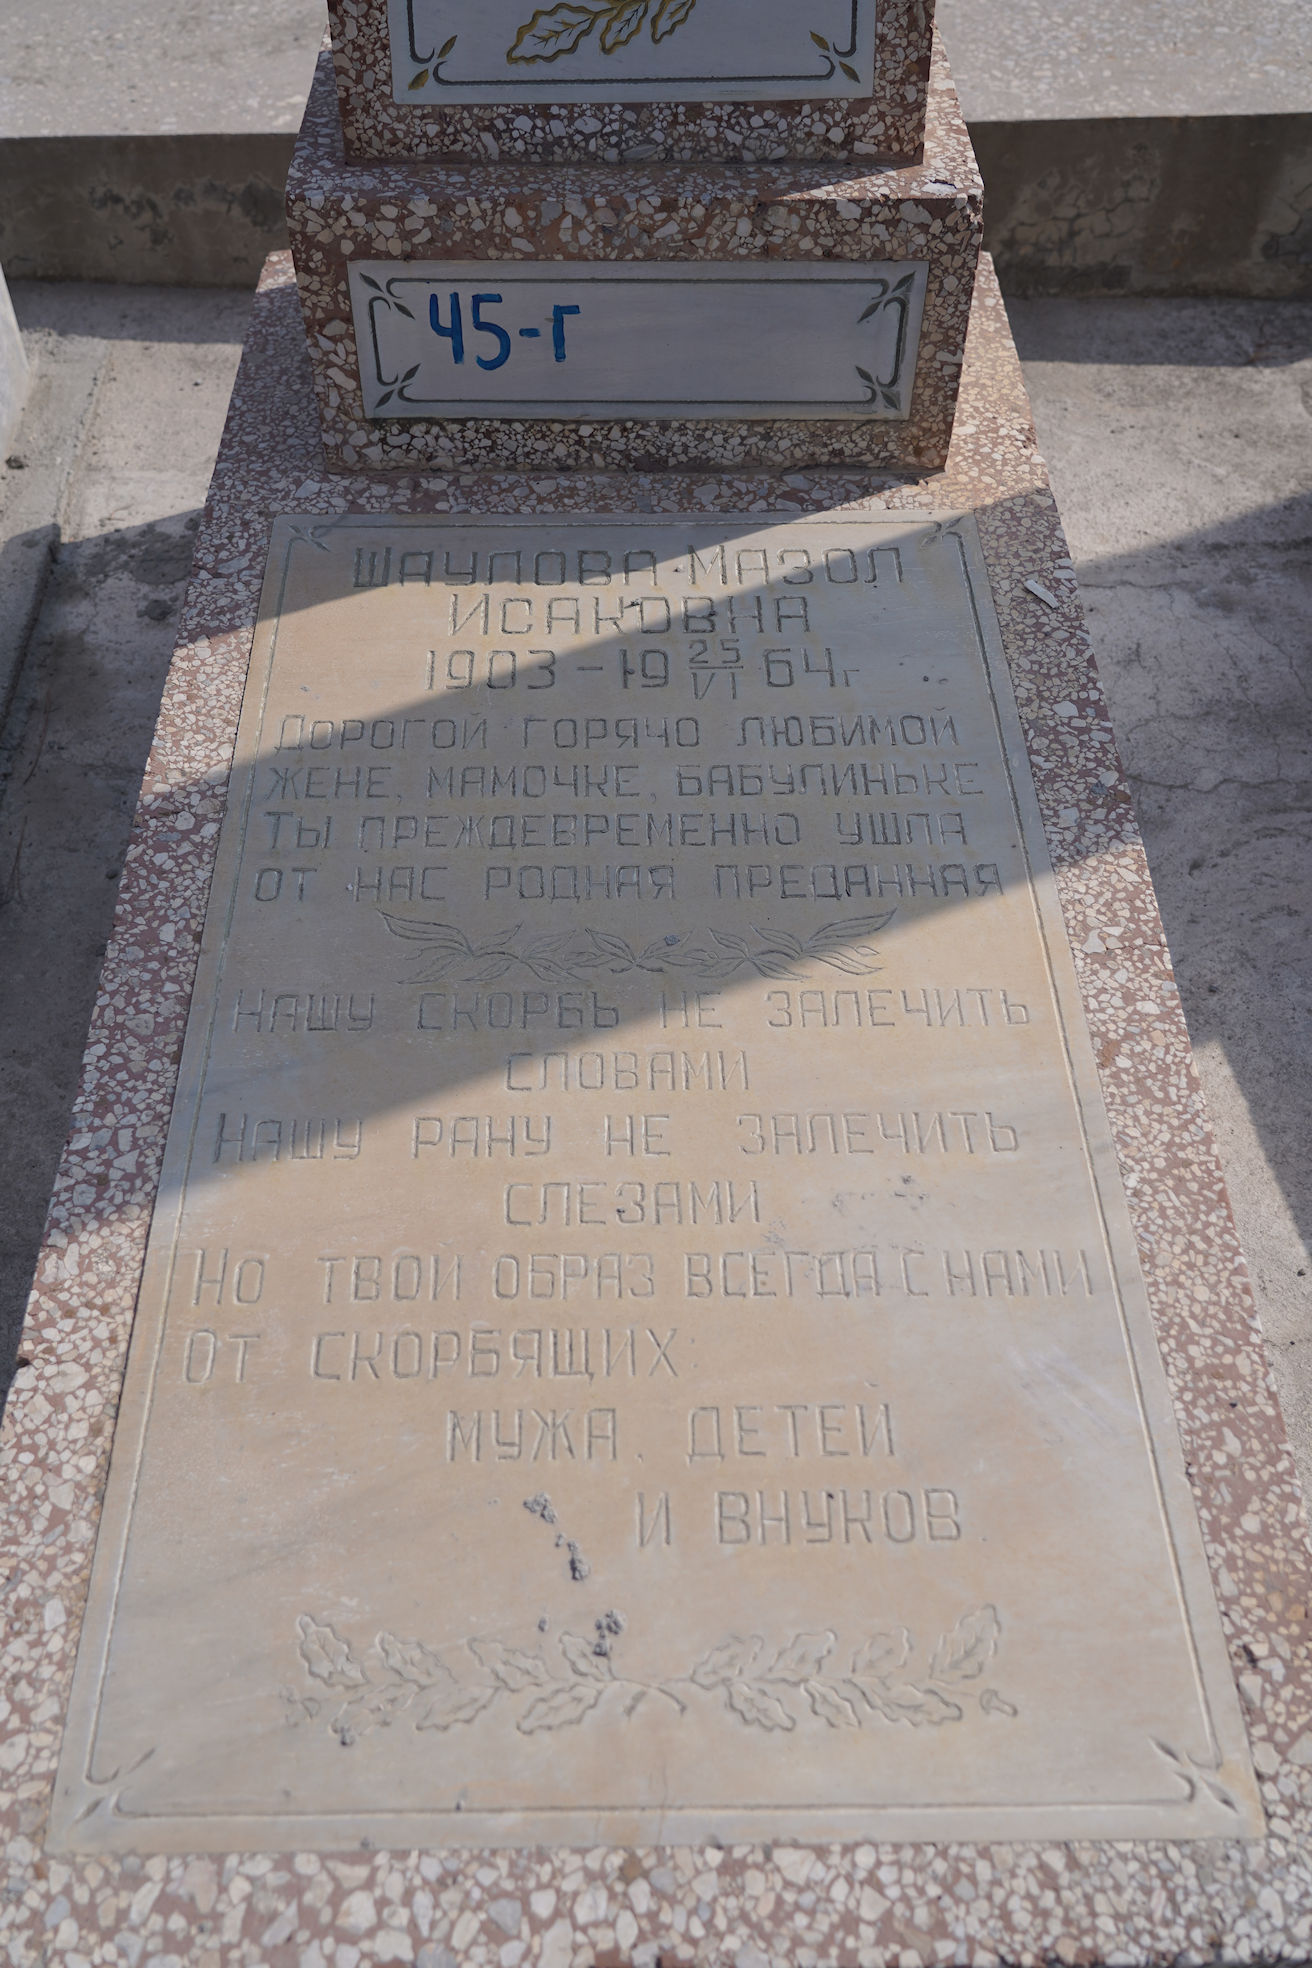 45-Г
ШАУЛОВА МАЗОЛ
ИСАКОВНА
1903-19 25/VI 64 г
ДОРОГОЙ ГОРЯЧО ЛЮБИМОЙ
ЖЕНЕ, МАМОЧКЕ, БАБУЛИНЬКЕ
ТЫ ПРЕЖДЕВРЕМЕННО УШЛА
ОТ НАС РОДНАЯ ПРЕДАННАЯ
НАШУ СКОРБЬ НЕ ЗАЛЕЧИТЬ
СЛОВАМИ
НАШУ РАНУ НЕ ЗАЛЕЧИТЬ
СЛЕЗАМИ
НО ТВОЙ ОБРАЗ ВСЕГДА С НАМИ
ОТ СКОРБЯЩИХ:
МУЖА, ДЕТЕЙ
И ВНУКОВ.